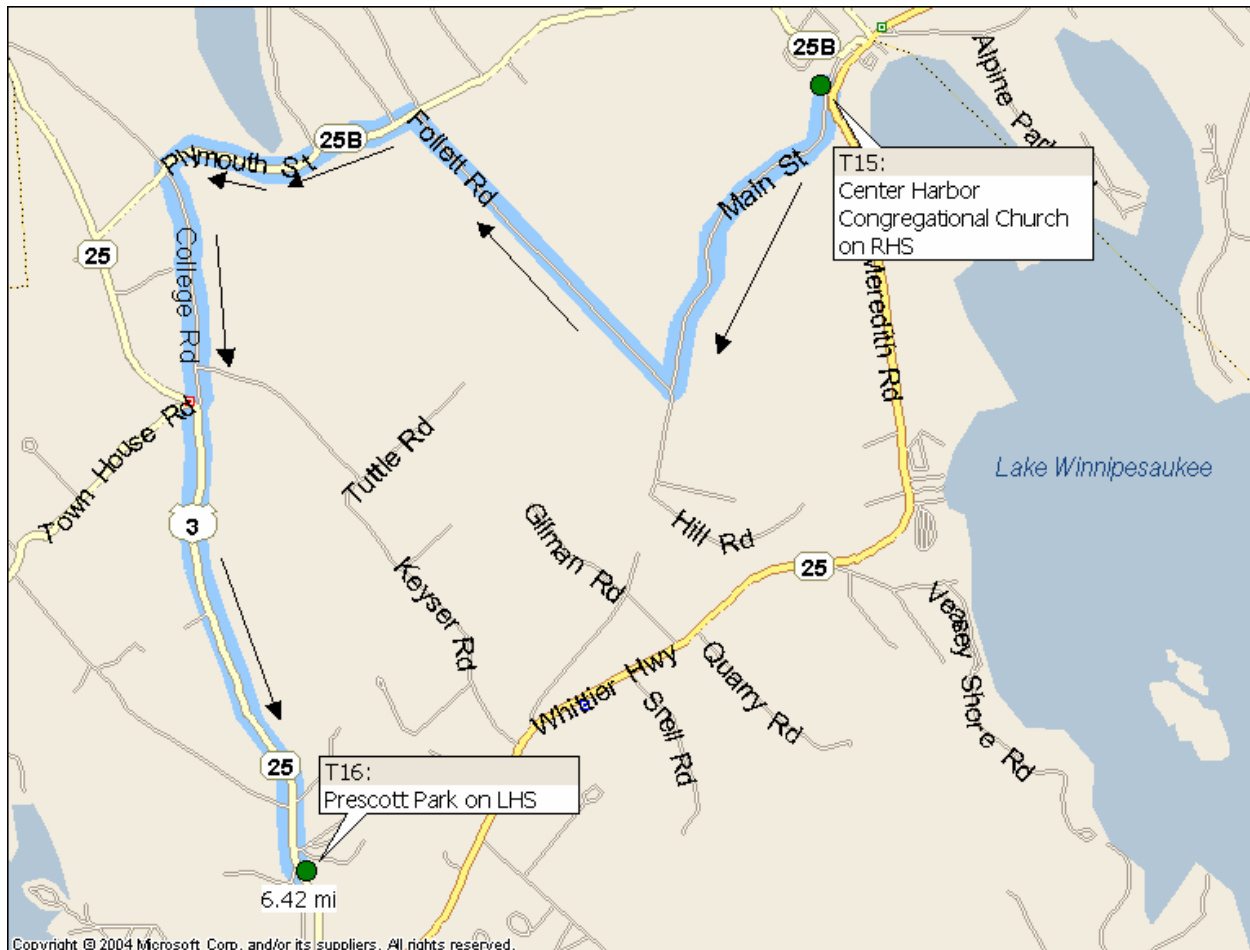 25B
Alpine Park
25B
Follett Rd
Plymouth St
Main St
T15:
Center Harbor
Congregational Church
on RHS
25
College Rd
Meredith Rd
Town House Rd
Tuttle Rd
Lake Winnipesaukee
3
Gilman Rd
Hill Rd
25
Keyser Rd
Veasey Shore Rd
Whittier Hwy
Quarry Rd
Snell Rd
25
T16:
Prescott Park on LHS
6.42 mi
Copyright © 2004 Microsoft Corp. and/or its suppliers. All rights reserved.